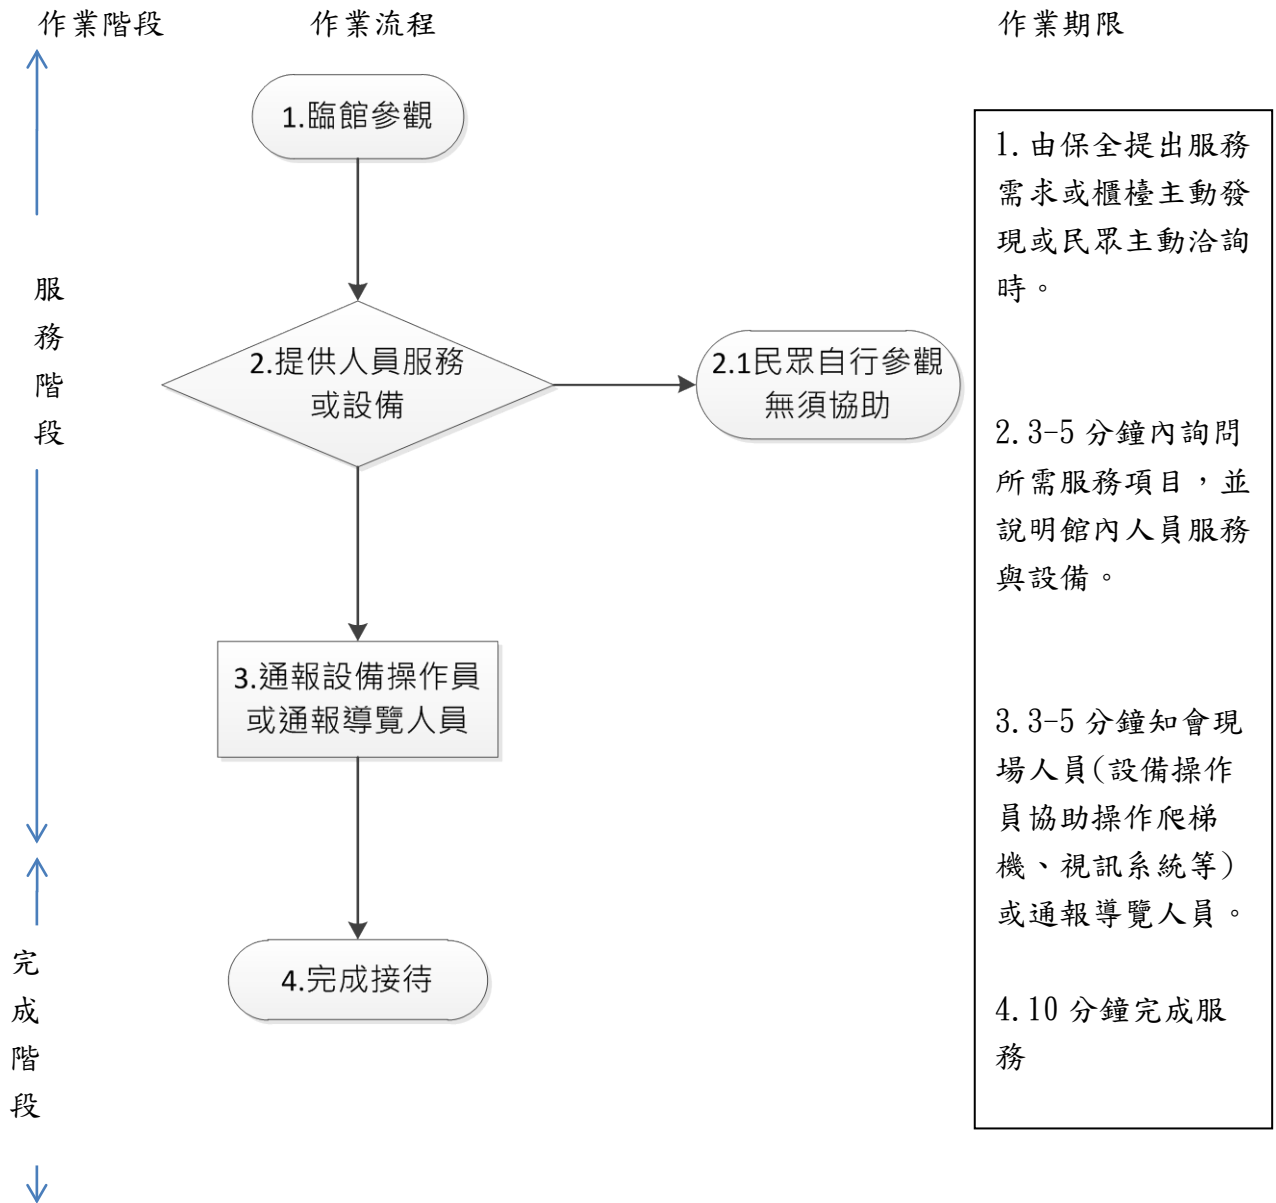 作業階段
作業流程
作業期限
服務階段
完成階段
1.臨館參觀
2.提供人員服務
或設備
2.1民眾自行參觀
無須協助
3.通報設備操作員
或通報導覽人員
4.完成接待
1.由保全提出服務
需求或櫃檯主動發
現或民眾主動洽詢
時。
2.3-5 分鐘內詢問
所需服務項目，並
說明館內人員服務
與設備。
3.3-5 分鐘知會現
場人員(設備操作
員協助操作爬梯
機、視訊系統等)
或通報導覽人員。
4.10 分鐘完成服
務